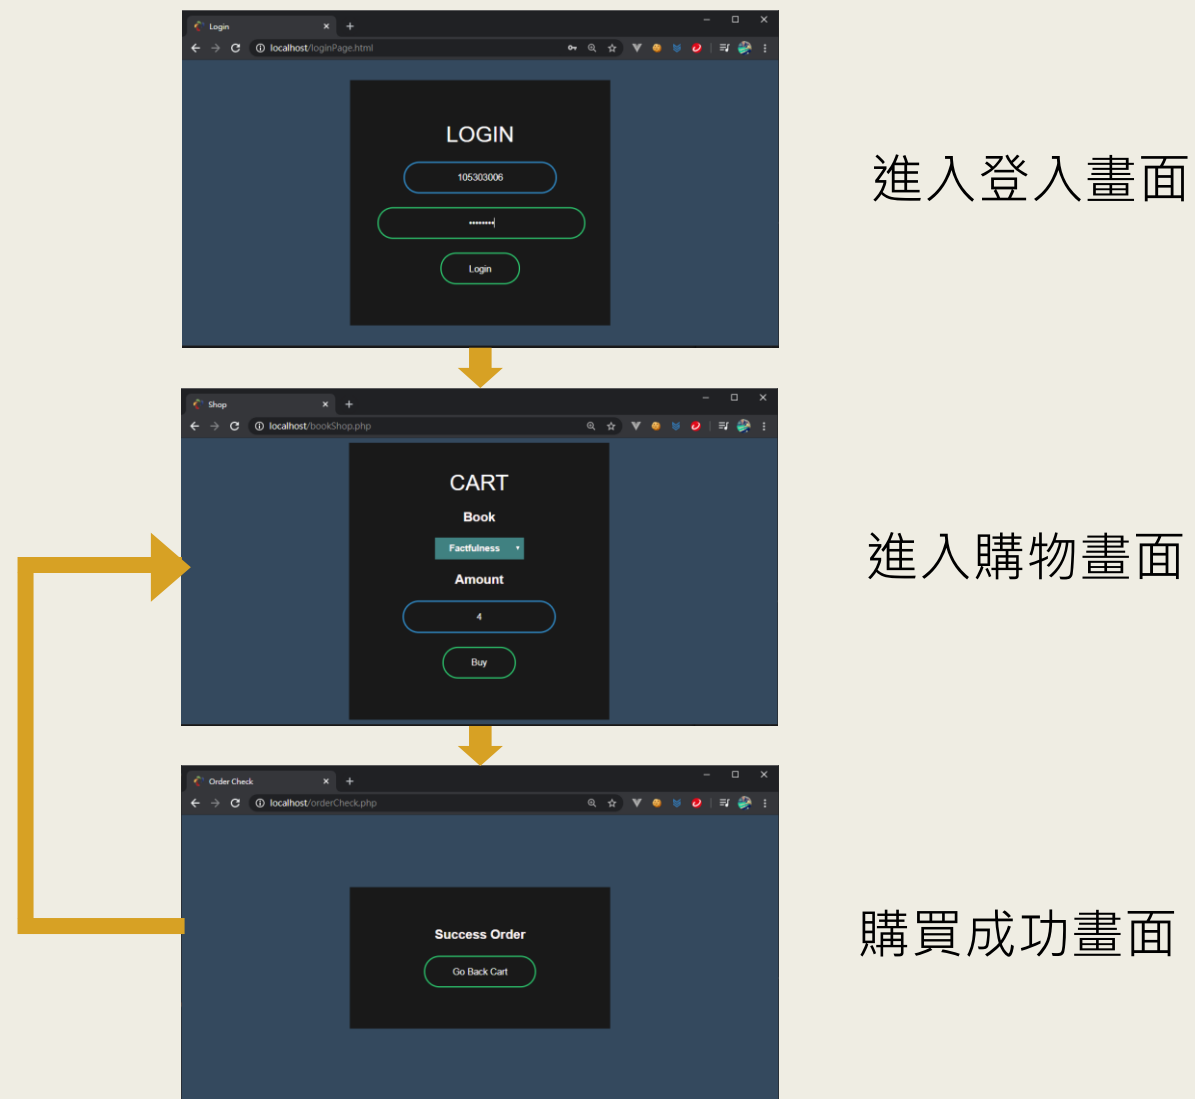 Login
localhost/loginPage.html
LOGIN
105303006
••••••••
Login
進入登入畫面
Shop
localhost/bookShop.php
CART
Book
Factfulness
Amount
4
Buy
進入購物畫面
Order Check
localhost/orderCheck.php
Success Order
Go Back Cart
購買成功畫面